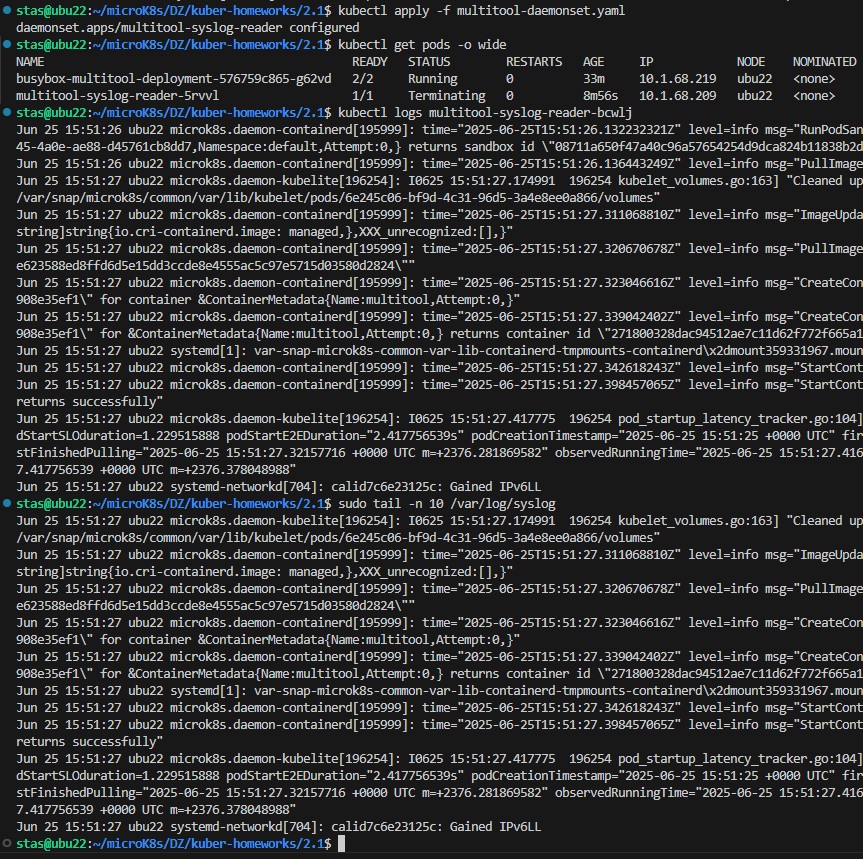 stas@ubu22:~/microK8s/DZ/kuber-homeworks/2.1$ kubectl apply -f multitool-daemonset.yaml
daemonset.apps/multitool-syslog-reader configured
stas@ubu22:~/microK8s/DZ/kuber-homeworks/2.1$ kubectl get pods -o wide
NAME READY STATUS RESTARTS AGE IP NODE NOMINATED
busybox-multitool-deployment-576759c865-g62vd 2/2 Running 0 33m 10.1.68.219 ubu22 <none>
multitool-syslog-reader-5rvvl 1/1 Terminating 0 8m56s 10.1.68.209 ubu22 <none>
stas@ubu22:~/microK8s/DZ/kuber-homeworks/2.1$ kubectl logs multitool-syslog-reader-bcwlj
Jun 25 15:51:26 ubu22 microk8s.daemon-containerd[195999]: time="2025-06-25T15:51:26.132232321Z" level=info msg="RunPodSan
45-4a0e-ae88-d45761cb8dd7,Namespace:default,Attempt:0,} returns sandbox id \"08711a650f47a40c96a57654254d9dca824b11838b2d
Jun 25 15:51:26 ubu22 microk8s.daemon-containerd[195999]: time="2025-06-25T15:51:26.136443249Z" level=info msg="PullImage
Jun 25 15:51:27 ubu22 microk8s.daemon-kubelite[196254]: I0625 15:51:27.174991 196254 kubelet_volumes.go:163] "Cleaned up
/var/snap/microk8s/common/var/lib/kubelet/pods/6e245c06-bf9d-4c31-96d5-3a4e8ee0a866/volumes"
Jun 25 15:51:27 ubu22 microk8s.daemon-containerd[195999]: time="2025-06-25T15:51:27.311068810Z" level=info msg="ImageUpda
string]string{io.cri-containerd.image: managed,},XXX_unrecognized:[],}"
Jun 25 15:51:27 ubu22 microk8s.daemon-containerd[195999]: time="2025-06-25T15:51:27.320670678Z" level=info msg="PullImage
e623588ed8ffd6d5e15dd3ccde8e4555ac5c97e5715d03580d2824\""
Jun 25 15:51:27 ubu22 microk8s.daemon-containerd[195999]: time="2025-06-25T15:51:27.323046616Z" level=info msg="CreateCon
908e35ef1\" for container &ContainerMetadata{Name:multitool,Attempt:0,}"
Jun 25 15:51:27 ubu22 microk8s.daemon-containerd[195999]: time="2025-06-25T15:51:27.339042402Z" level=info msg="CreateCon
908e35ef1\" for &ContainerMetadata{Name:multitool,Attempt:0,} returns container id \"271800328dac94512ae7c11d62f772f665a1
Jun 25 15:51:27 ubu22 systemd[1]: var-snap-microk8s-common-var-lib-containerd-tmpmounts-containerd\x2dmount359331967.moun
Jun 25 15:51:27 ubu22 microk8s.daemon-containerd[195999]: time="2025-06-25T15:51:27.342618243Z" level=info msg="StartCont
Jun 25 15:51:27 ubu22 microk8s.daemon-containerd[195999]: time="2025-06-25T15:51:27.398457065Z" level=info msg="StartCont
returns successfully"
Jun 25 15:51:27 ubu22 microk8s.daemon-kubelite[196254]: I0625 15:51:27.417775 196254 pod_startup_latency_tracker.go:104]
dStartSLOduration=1.229515888 podStartE2EDuration="2.417756539s" podCreationTimestamp="2025-06-25 15:51:25 +0000 UTC" fir
stFinishedPulling="2025-06-25 15:51:27.32157716 +0000 UTC m=+2376.281869582" observedRunningTime="2025-06-25 15:51:27.416
7.417756539 +0000 UTC m=+2376.378048988"
Jun 25 15:51:27 ubu22 systemd-networkd[704]: calid7c6e23125c: Gained IPv6LL
stas@ubu22:~/microK8s/DZ/kuber-homeworks/2.1$ sudo tail -n 10 /var/log/syslog
Jun 25 15:51:27 ubu22 microk8s.daemon-kubelite[196254]: I0625 15:51:27.174991 196254 kubelet_volumes.go:163] "Cleaned up
/var/snap/microk8s/common/var/lib/kubelet/pods/6e245c06-bf9d-4c31-96d5-3a4e8ee0a866/volumes"
Jun 25 15:51:27 ubu22 microk8s.daemon-containerd[195999]: time="2025-06-25T15:51:27.311068810Z" level=info msg="ImageUpda
string]string{io.cri-containerd.image: managed,},XXX_unrecognized:[],}"
Jun 25 15:51:27 ubu22 microk8s.daemon-containerd[195999]: time="2025-06-25T15:51:27.320670678Z" level=info msg="PullImage
e623588ed8ffd6d5e15dd3ccde8e4555ac5c97e5715d03580d2824\""
Jun 25 15:51:27 ubu22 microk8s.daemon-containerd[195999]: time="2025-06-25T15:51:27.323046616Z" level=info msg="CreateCon
908e35ef1\" for container &ContainerMetadata{Name:multitool,Attempt:0,}"
Jun 25 15:51:27 ubu22 microk8s.daemon-containerd[195999]: time="2025-06-25T15:51:27.339042402Z" level=info msg="CreateCon
908e35ef1\" for &ContainerMetadata{Name:multitool,Attempt:0,} returns container id \"271800328dac94512ae7c11d62f772f665a1
Jun 25 15:51:27 ubu22 systemd[1]: var-snap-microk8s-common-var-lib-containerd-tmpmounts-containerd\x2dmount359331967.moun
Jun 25 15:51:27 ubu22 microk8s.daemon-containerd[195999]: time="2025-06-25T15:51:27.342618243Z" level=info msg="StartCont
Jun 25 15:51:27 ubu22 microk8s.daemon-containerd[195999]: time="2025-06-25T15:51:27.398457065Z" level=info msg="StartCont
returns successfully"
Jun 25 15:51:27 ubu22 microk8s.daemon-kubelite[196254]: I0625 15:51:27.417775 196254 pod_startup_latency_tracker.go:104]
dStartSLOduration=1.229515888 podStartE2EDuration="2.417756539s" podCreationTimestamp="2025-06-25 15:51:25 +0000 UTC" fir
stFinishedPulling="2025-06-25 15:51:27.32157716 +0000 UTC m=+2376.281869582" observedRunningTime="2025-06-25 15:51:27.416
7.417756539 +0000 UTC m=+2376.378048988"
Jun 25 15:51:27 ubu22 systemd-networkd[704]: calid7c6e23125c: Gained IPv6LL
stas@ubu22:~/microK8s/DZ/kuber-homeworks/2.1$